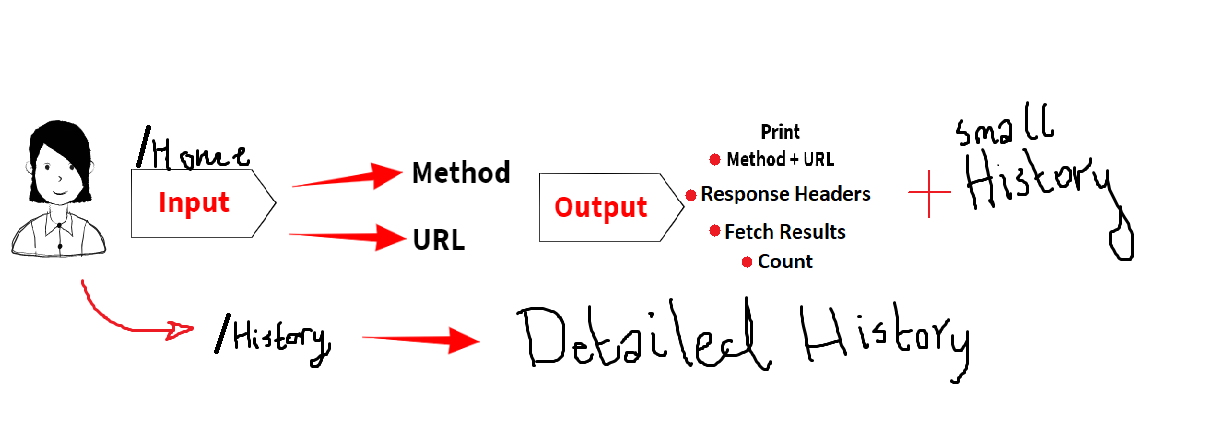 /Home
Input
Method
URL
Output
Print
Method + URL
Response Headers
Fetch Results
Count
+
small
History
/History
Detailed History